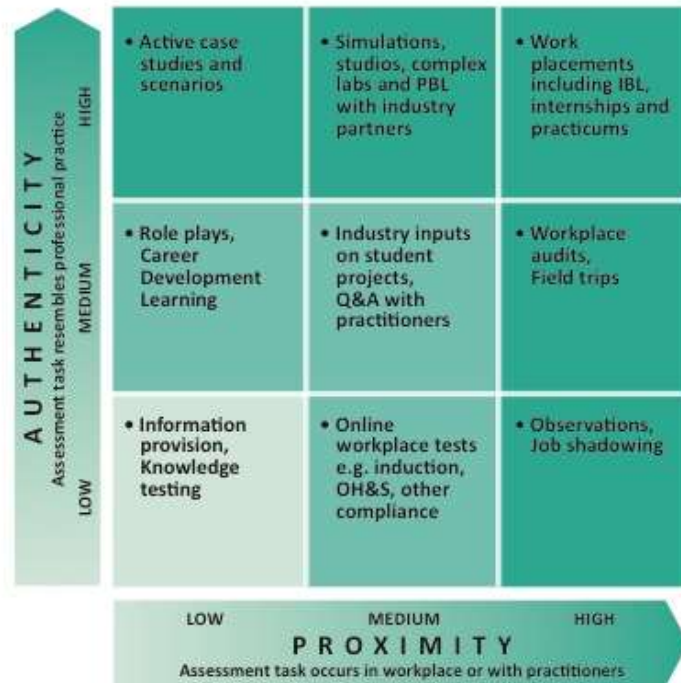 AUTHENTICITY
Assessment task resembles professional practice
HIGH
MEDIUM
LOW
• Active case
studies and
scenarios
• Simulations,
studios, complex
labs and PBL
with industry
partners
• Work
placements
including IBL,
internships and
practicums
• Role plays,
Career
Development
Learning
• Industry inputs
on student
projects,
Q&A with
practitioners
• Workplace
audits,
Field trips
• Information
provision,
Knowledge
testing
• Online
workplace tests
e.g. induction,
OH&S, other
compliance
• Observations,
Job shadowing
LOW
MEDIUM
HIGH
PROXIMITY
Assessment task occurs in workplace or with practitioners